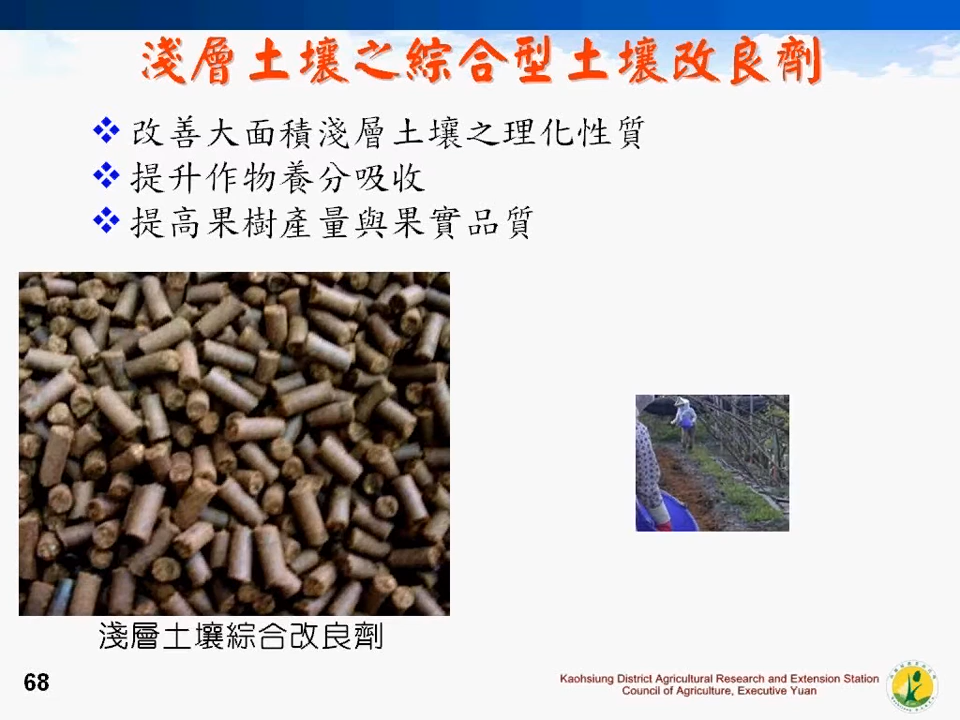 淺層土壤之綜合型土壤改良劑
改善大面積淺層土壤之理化性質
提升作物養分吸收
提高果樹產量與果實品質
淺層土壤綜合改良劑
68
Kaohsiung District Agricultural Research and Extension Station
Council of Agriculture, Executive Yuan